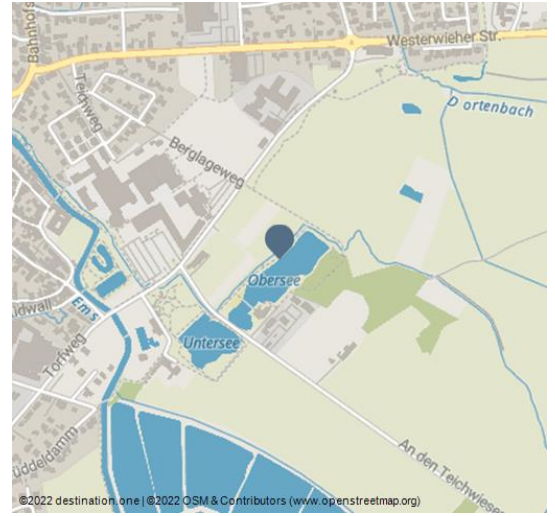 Bahnhofs
Westerwieher Str.
Teichweg
Dortenbach
Berglageweg
Obersee
Ems
Untersee
Torfweg
An den Teichwiesen
©2022 destination.one | ©2022 OSM & Contributors (www.openstreetmap.org)